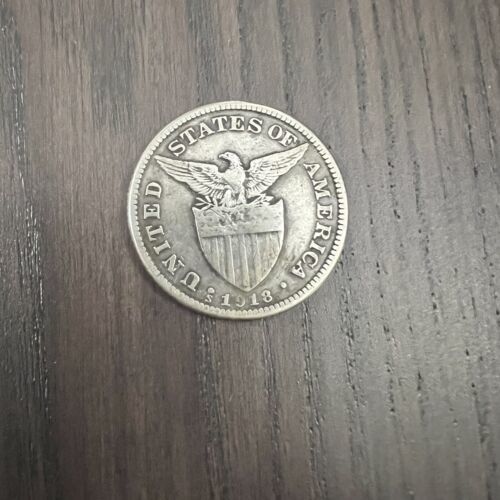 UNITED STATES OF AMERICA
S • 1918 •